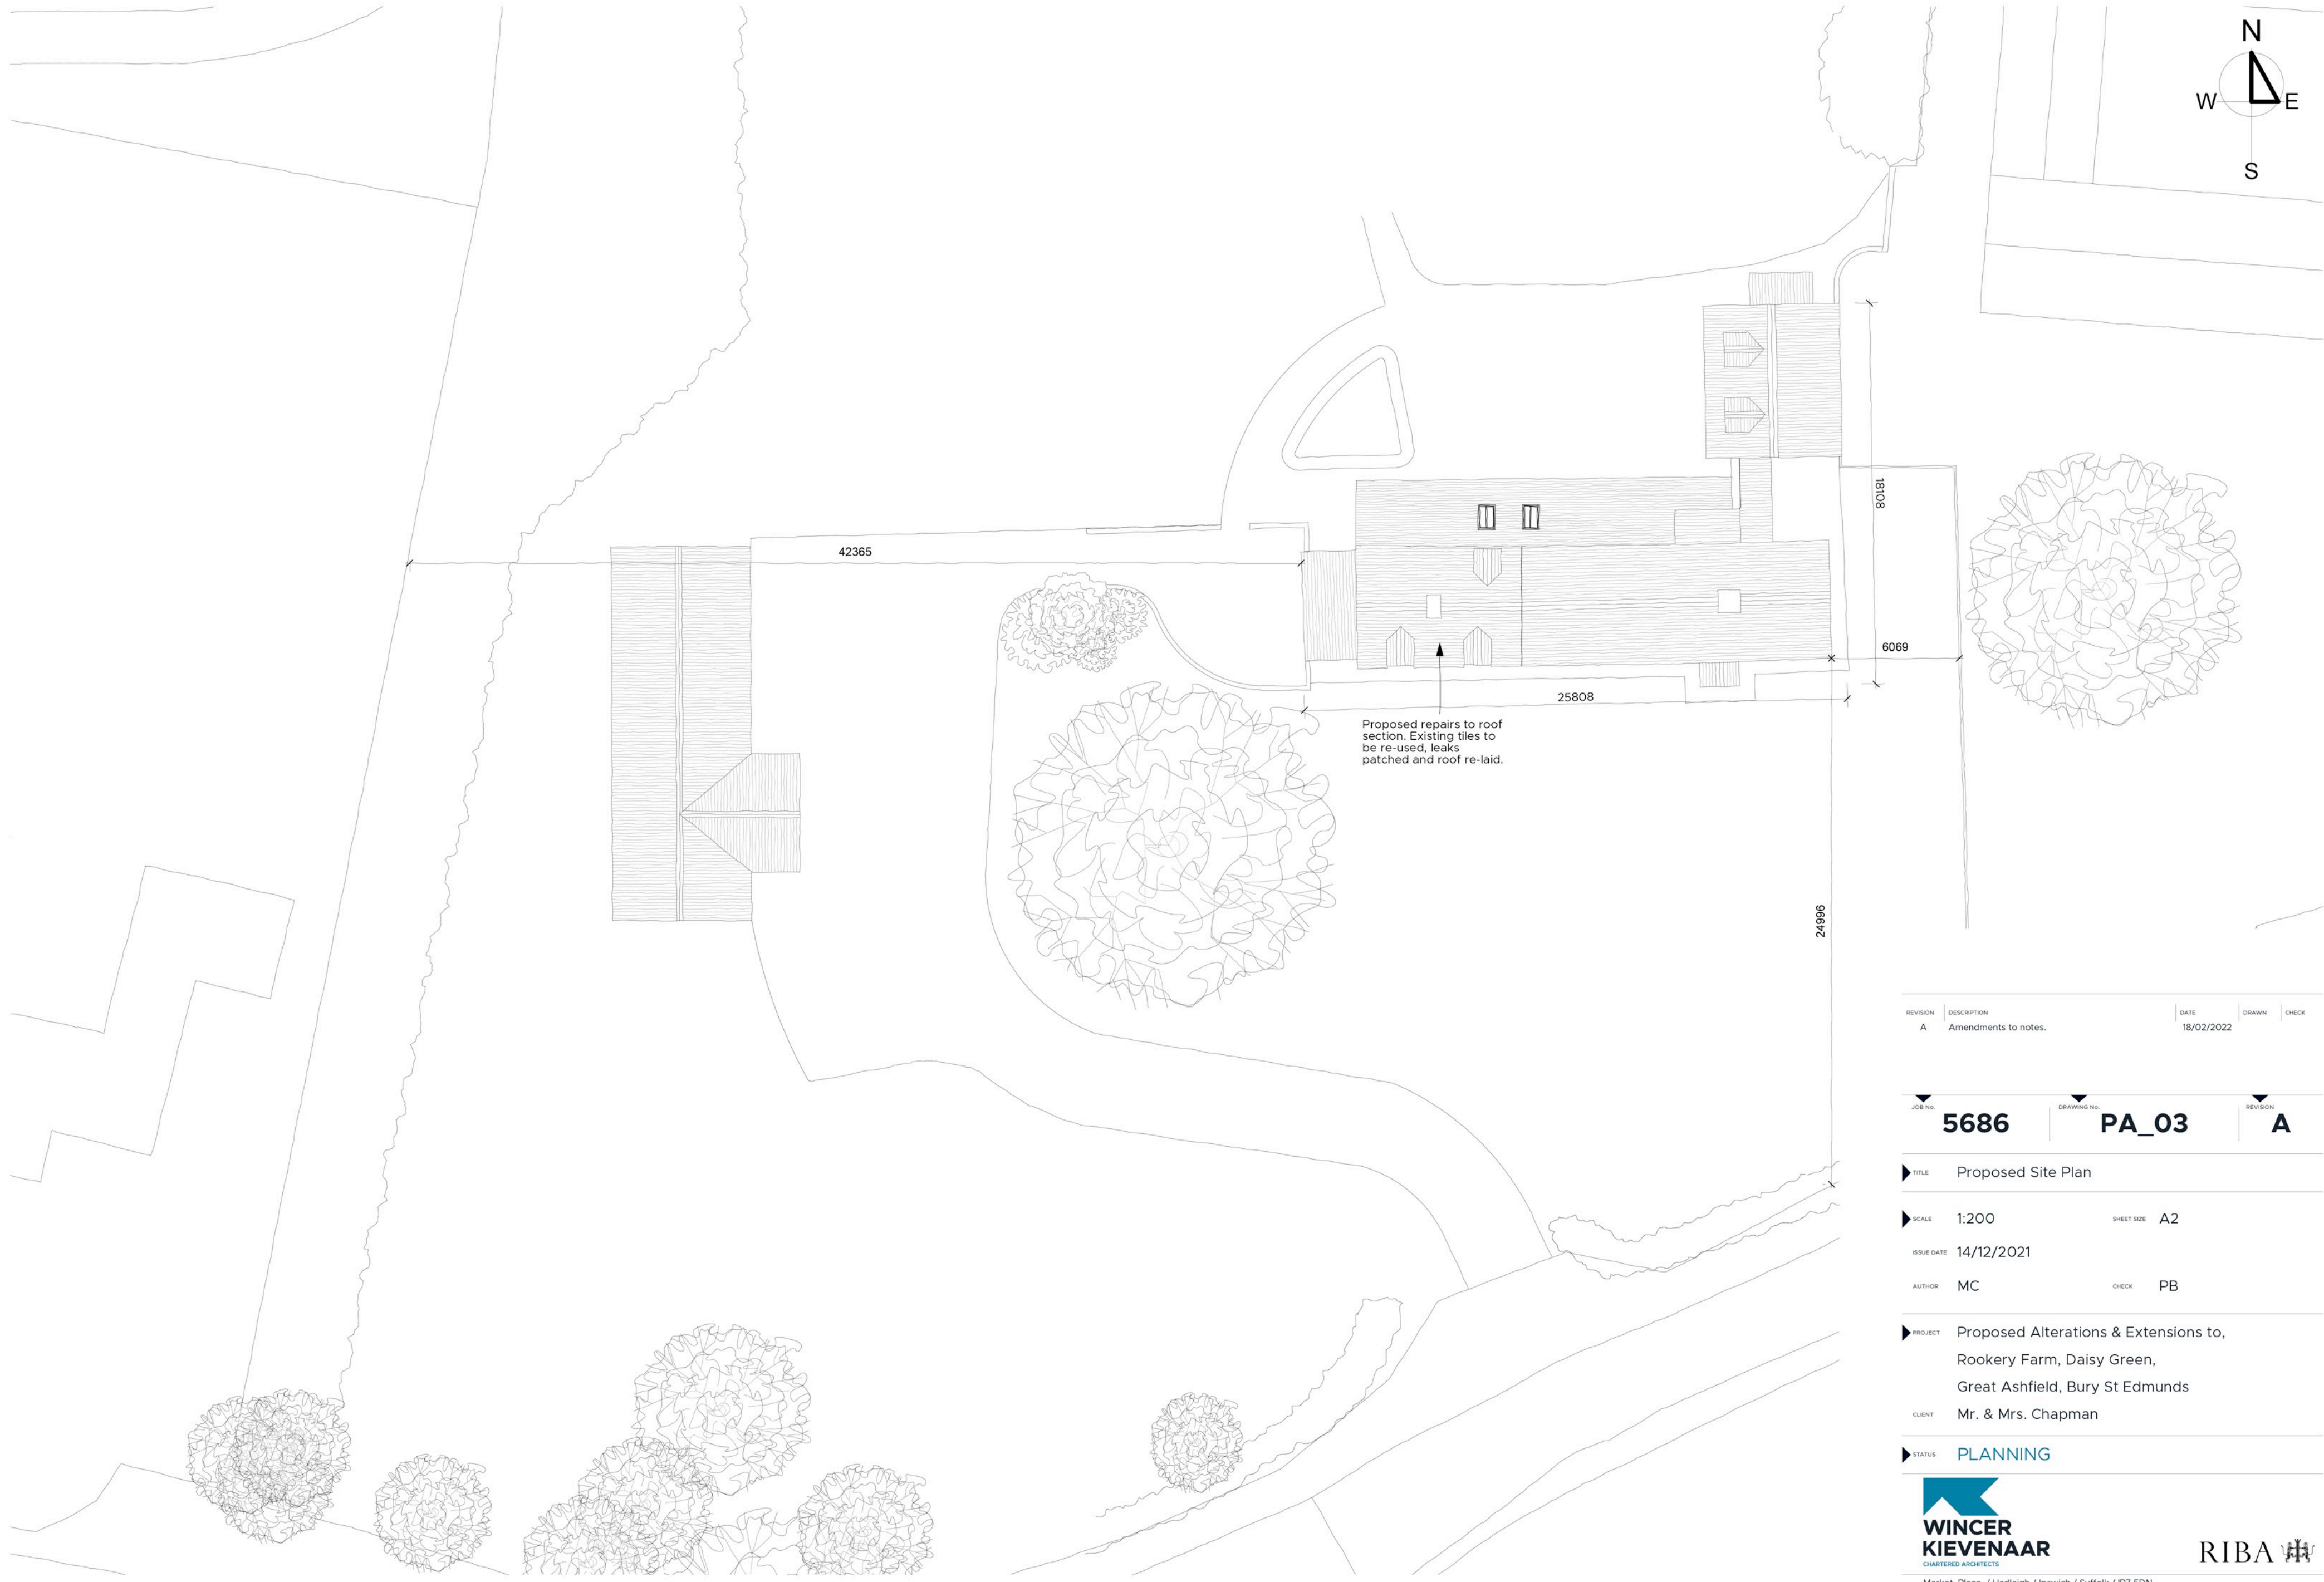 N
W E
S
42365
18108
6069
25808
Proposed repairs to roof
section. Existing tiles to
be re-used, leaks
patched and roof re-laid.
24996
REVISION DESCRIPTION DATE DRAWN CHECK
A Amendments to notes. 18/02/2022
JOB No. DRAWING No. REVISION
5686 PA_03 A
TITLE Proposed Site Plan
SCALE 1:200 SHEET SIZE A2
ISSUE DATE 14/12/2021
AUTHOR MC CHECK PB
PROJECT Proposed Alterations & Extensions to,
Rookery Farm, Daisy Green,
Great Ashfield, Bury St Edmunds
CLIENT Mr. & Mrs. Chapman
STATUS PLANNING
WINCER
KIEVENAAR
CHARTERED ARCHITECTS
RIBA